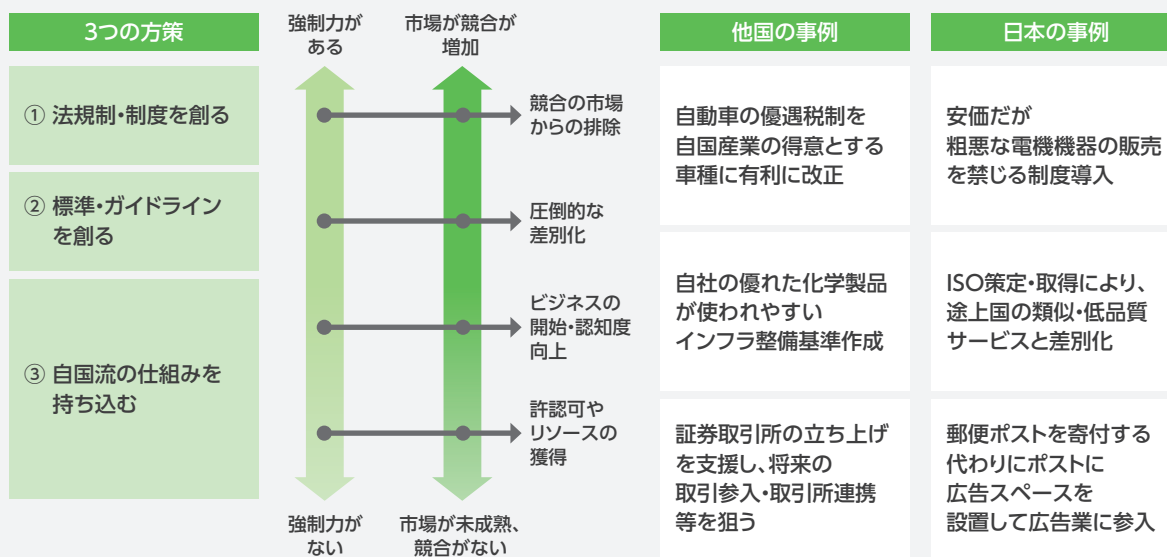 3つの方策
強制力が
ある
市場が競合が
増加
他国の事例
日本の事例
① 法規制・制度を創る
② 標準・ガイドライン
を創る
③ 自国流の仕組みを
持ち込む
競合の市場
からの排除
圧倒的な
差別化
ビジネスの
開始・認知度
向上
許認可や
リソースの
獲得
強制力が
ない
市場が未成熟、
競合がない
自動車の優遇税制を
自国産業の得意とする
車種に有利に改正
安価だが
粗悪な電機機器の販売
を禁じる制度導入
自社の優れた化学製品
が使われやすい
インフラ整備基準作成
ISO策定・取得により、
途上国の類似・低品質
サービスと差別化
証券取引所の立ち上げ
を支援し、将来の
取引参入・取引所連携
等を狙う
郵便ポストを寄付する
代わりにポストに
広告スペースを
設置して広告業に参入